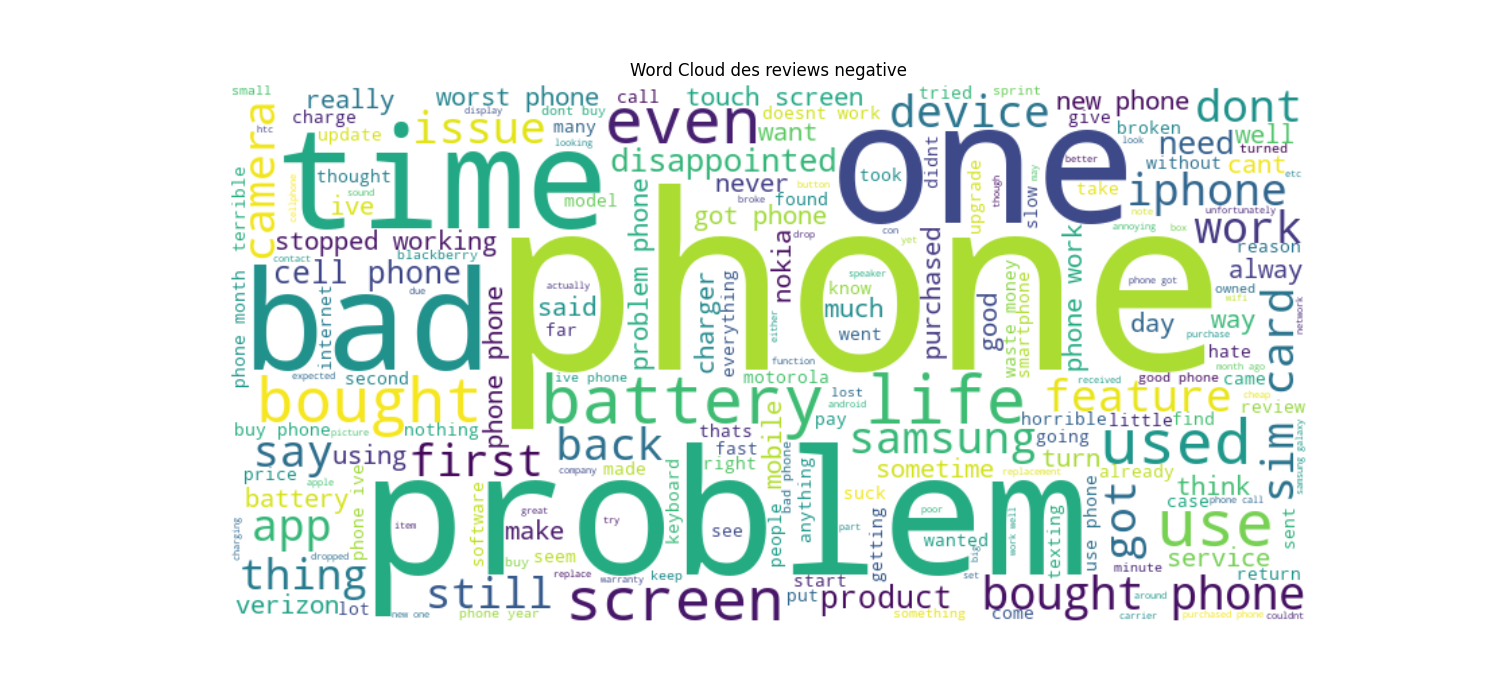 Word Cloud des reviews negative
small
really
worst phone
call
touch screen
tried
sprint
new phone
dont
charge
display
dont buy
doesnt work
device
give
broken
well
camera
htc
update
issue
many
even
want
need
turned
looking
look
time
thought
disappointed
one
took
didnt
better
without
cant
etc
cellphone
sound
ive
model
never
button
found
broke
upgrade
though
slow
may
take
iphone
terrible
phone month
stopped working
got phone
drop
con
yet
note
unfortunately
annoying
box
work
reason
contact
blackberry
cell phone
due
actually
problem phone
nokia
phone
speaker
know
purchased
phone work
phone got
alway
owned
wifi
bad
internet
said
far
charger
everything
either
much
went
good
waste money
smartphone
day
way
purchase
card
network
function
hate
month ago
expected
second
phone phone
live phone
motorola
lost
received
good phone
came
cheap
bought
battery life
android
feature
review
buy phone
picture
nothing
mobile
pay
horrible
little
find
say
using
first
back
thats
fast
samsung
going
used
sim
samsung galaxy
price
apple
phone ive
company
made
right
bad phone
sometime
replacement
turn
already
think
battery
software
problem
keyboard
people
anything
suck
poor
case
phone call
sent
app
item
great
make
try
see
part
getting
wanted
work well
texting
use phone
got
use
charging
dropped
buy
seem
big
service
thing
replace
warranty
keep
start
set
minute
return
verizon
lot
still
screen
put
product
bought phone
new one
phone year
something
come
around
carrier
purchased phone
couldnt